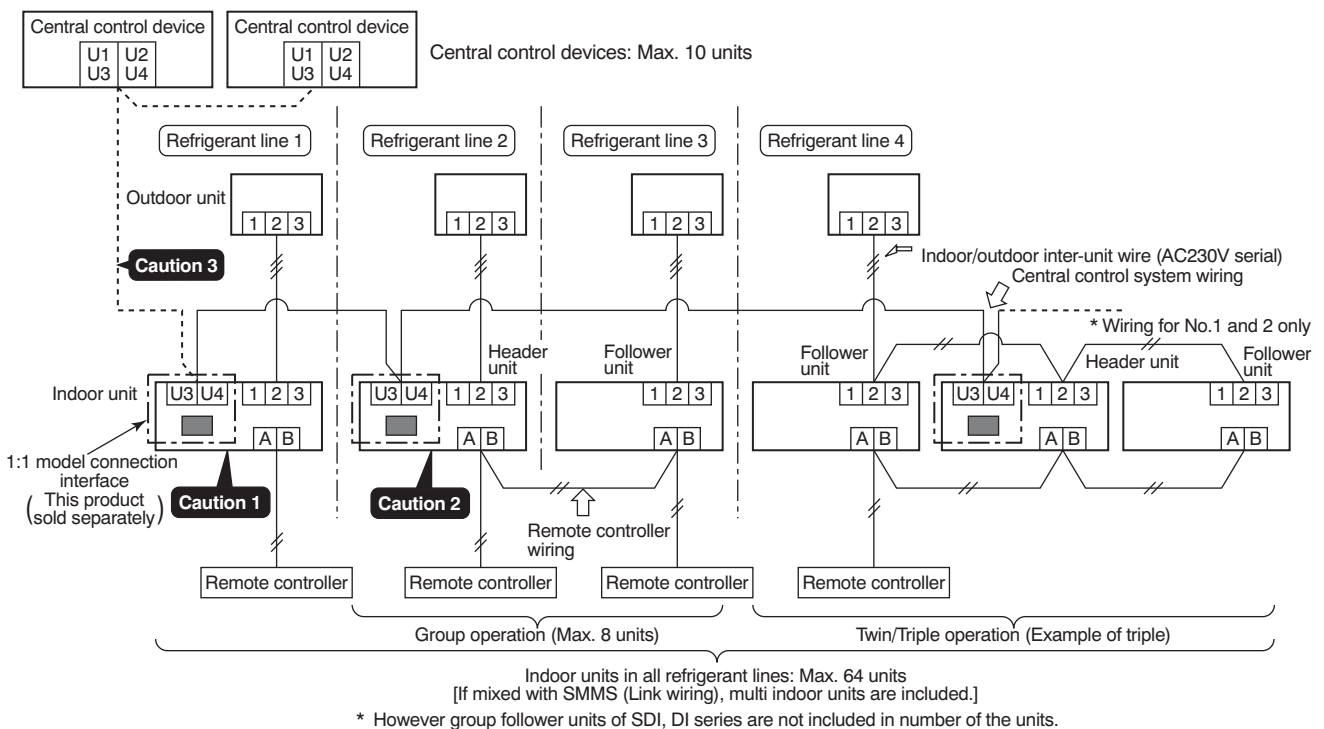 Central control device
U1 U2
U3 U4
Central control device
U1 U2
U3 U4
Central control devices: Max. 10 units
Refrigerant line 1
Refrigerant line 2
Refrigerant line 3
Refrigerant line 4
Outdoor unit
1 2 3
1 2 3
1 2 3
1 2 3
Caution 3
Indoor/outdoor inter-unit wire (AC230V serial)
Central control system wiring
* Wiring for No.1 and 2 only
Header
unit
Follower
unit
Follower
unit
Header unit
Follower
unit
Indoor unit
U3 U4
1 2 3
U3 U4
1 2 3
1 2 3
1 2 3
U3 U4
1 2 3
1 2 3
A B
A B
A B
A B
A B
A B
1:1 model connection
interface
(This product
sold separately)
Caution 1
Caution 2
Remote controller
wiring
Remote controller
Remote controller
Remote controller
Remote controller
Group operation (Max. 8 units)
Twin/Triple operation (Example of triple)
Indoor units in all refrigerant lines: Max. 64 units
[If mixed with SMMS (Link wiring), multi indoor units are included.]
* However group follower units of SDI, DI series are not included in number of the units.